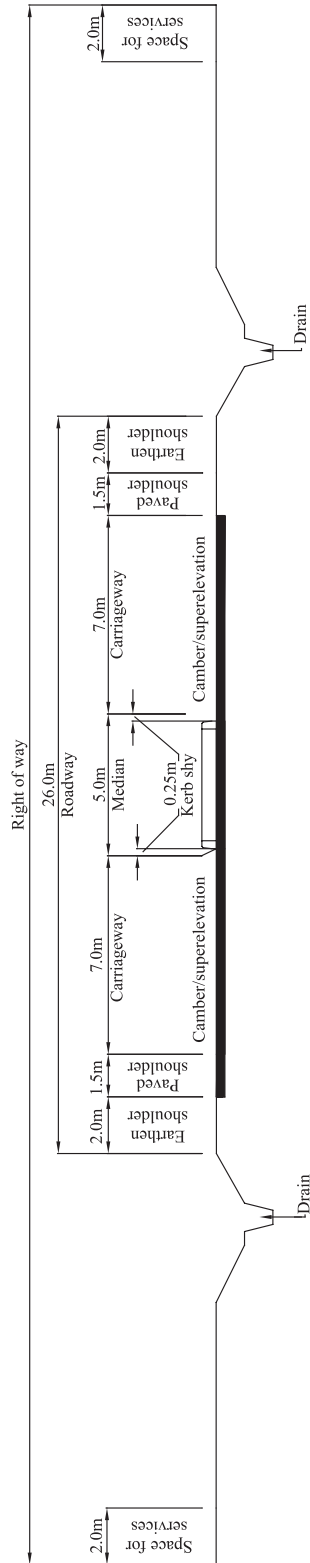 Right of way
26.0m
Roadway
2.0m
Space for
services
2.0m
Earthen
shoulder
1.5m
Paved
shoulder
7.0m
Carriageway
5.0m
Median
0.25m
Kerb shy
7.0m
Carriageway
1.5m
Paved
shoulder
2.0m
Earthen
shoulder
2.0m
Space for
services
Camber/superelevation
Camber/superelevation
Drain
Drain